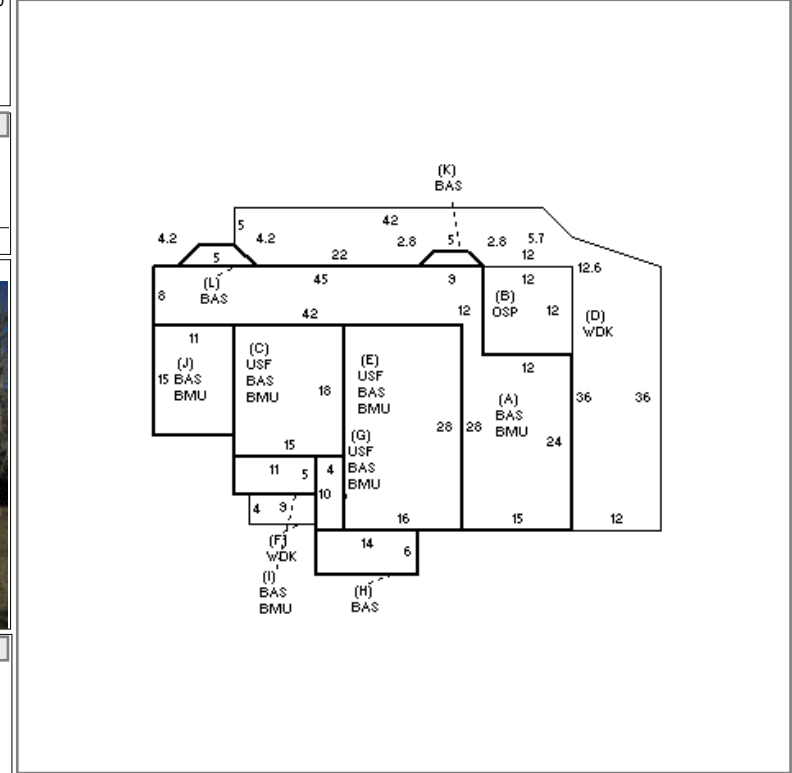 (K)
BAS
42
5
4.2
4.2
2.8
5
2.8
5.7
22
12
5
12.6
(L)
BAS
45
9
12
8
(B)
OSP
12
12
(D)
WDK
42
11
(C)
USF
BAS
BMU
(E)
USF
BAS
BMU
(J)
BAS
BMU
15
18
12
(A)
BAS
BMU
36
36
28
28
24
(G)
USF
BAS
BMU
15
11
5
4
10
4
9
16
15
12
(F)
WDK
14
6
(I)
BAS
BMU
(H)
BAS